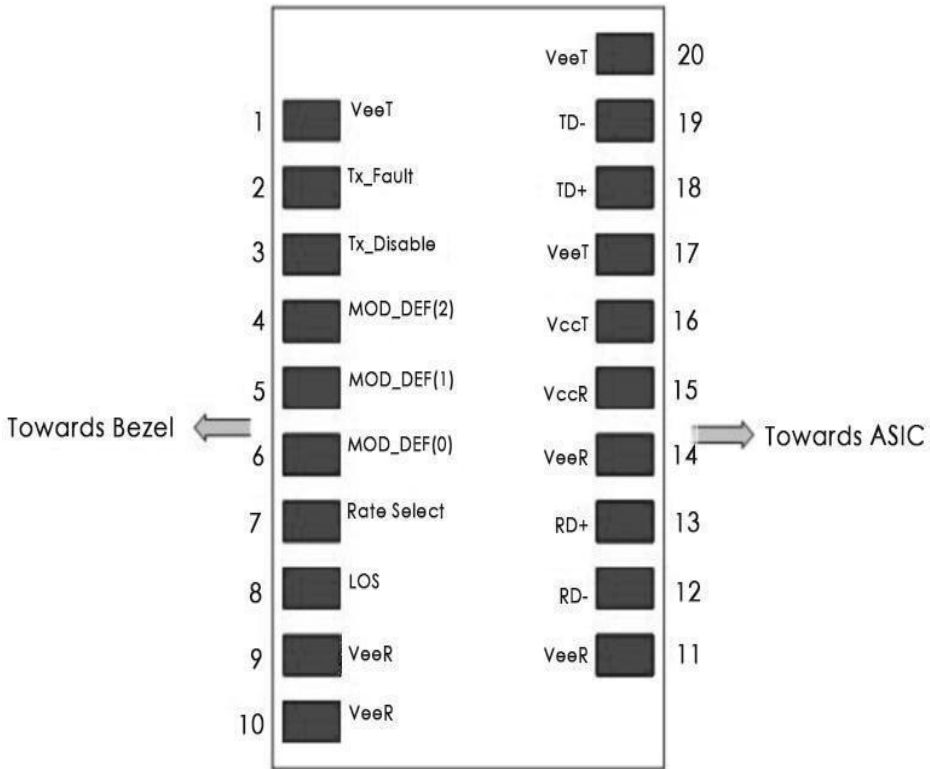 VeeT 20
1 VeeT
TD- 19
2 Tx_Fault
TD+ 18
3 Tx_Disable
VeeT 17
4 MOD_DEF(2)
VccT 16
5 MOD_DEF(1)
VccR 15
Towards Bezel
Towards ASIC
6 MOD_DEF(0)
VeeR 14
7 Rate Select
RD+ 13
8 LOS
RD- 12
9 VeeR
VeeR 11
10 VeeR